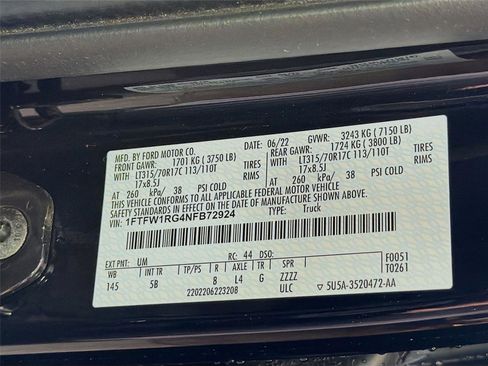 MFD. BY FORD MOTOR CO.
DATE: 06/22 GVWR: 3243 KG ( 7150 LB)
FRONT GAWR: 1701 KG ( 3750 LB) REAR GAWR: 1724 KG ( 3800 LB)
WITH LT315/70R17C 113/110T TIRES WITH LT315/70R17C 113/110T TIRES
17x8.5J RIMS 17x8.5J RIMS
AT 260 kPa/ 38 PSI COLD AT 260 kPa/ 38 PSI COLD
THIS VEHICLE CONFORMS TO ALL APPLICABLE FEDERAL MOTOR VEHICLE
SAFETY STANDARDS IN EFFECT ON THE DATE OF MANUFACTURE SHOWN ABOVE.
VIN: 1FTFW1RG4NFB72924 TYPE: Truck
EXT PNT: UM RC: 44 DSO: F0051
WB INT TR TP/PS R AXLE TR SPR T0261
145 5B 8 L4 G ZZZZ
2202206223208 ULC 5U5A-3520472-AA